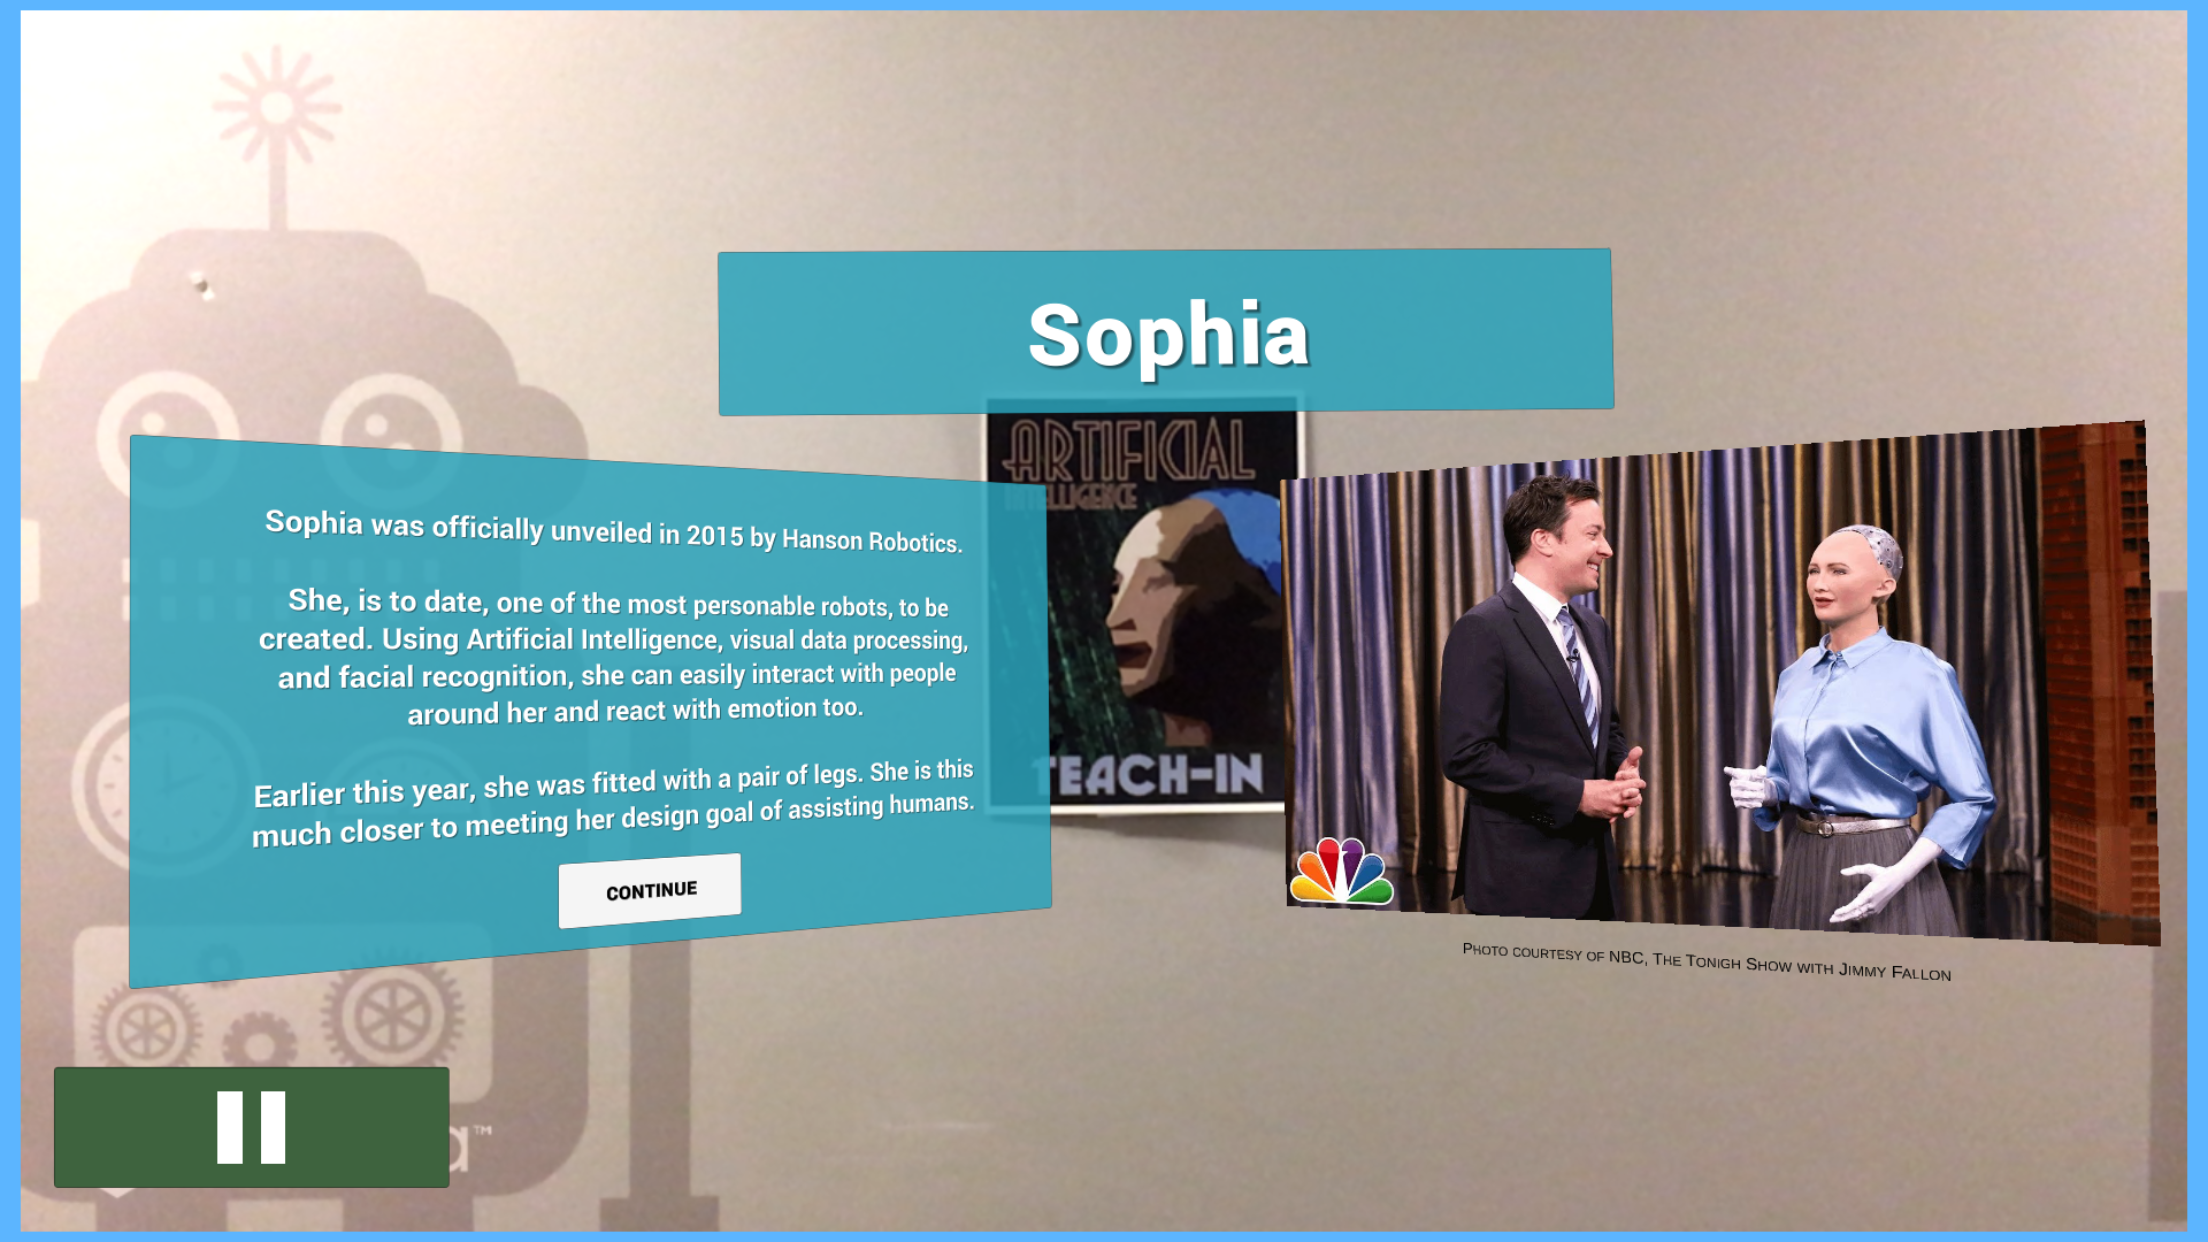 Sophia
ARTIFICIAL
INTELLIGENCE
TEACH-IN
Sophia was officially unveiled in 2015 by Hanson Robotics.
She, is to date, one of the most personable robots, to be
created. Using Artificial Intelligence, visual data processing,
and facial recognition, she can easily interact with people
around her and react with emotion too.
Earlier this year, she was fitted with a pair of legs. She is this
much closer to meeting her design goal of assisting humans.
CONTINUE
PHOTO COURTESY OF NBC, THE TONIGH SHOW WITH JIMMY FALLON
a™